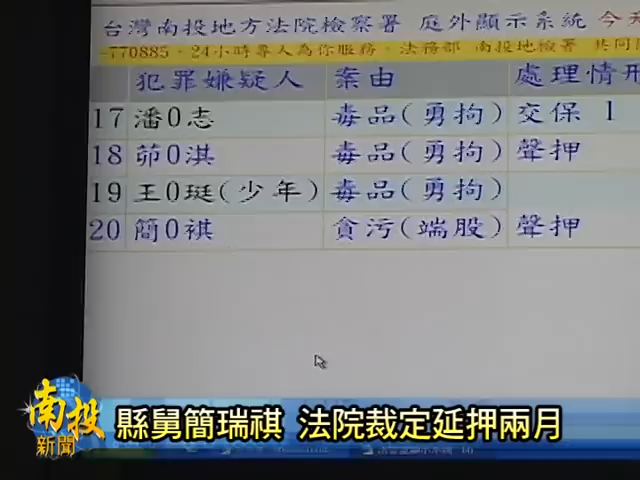 台灣南投地方法院檢察署 庭外顯示系統 今天
-770885,24小時專人為你服務,法務部 南投地檢署 共同
犯罪嫌疑人 案由 處理情形
17 潘0志 毒品(勇拘) 交保 1
18 茆0淇 毒品(勇拘) 聲押
19 王0珽(少年) 毒品(勇拘)
20 簡0祺 貪污(端股) 聲押
南投新聞
縣舅簡瑞祺 法院裁定延押兩月